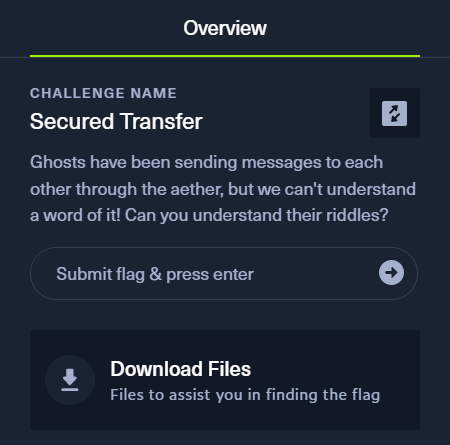 Overview
CHALLENGE NAME
Secured Transfer
Ghosts have been sending messages to each
other through the aether, but we can't understand
a word of it! Can you understand their riddles?
Submit flag & press enter
Download Files
Files to assist you in finding the flag